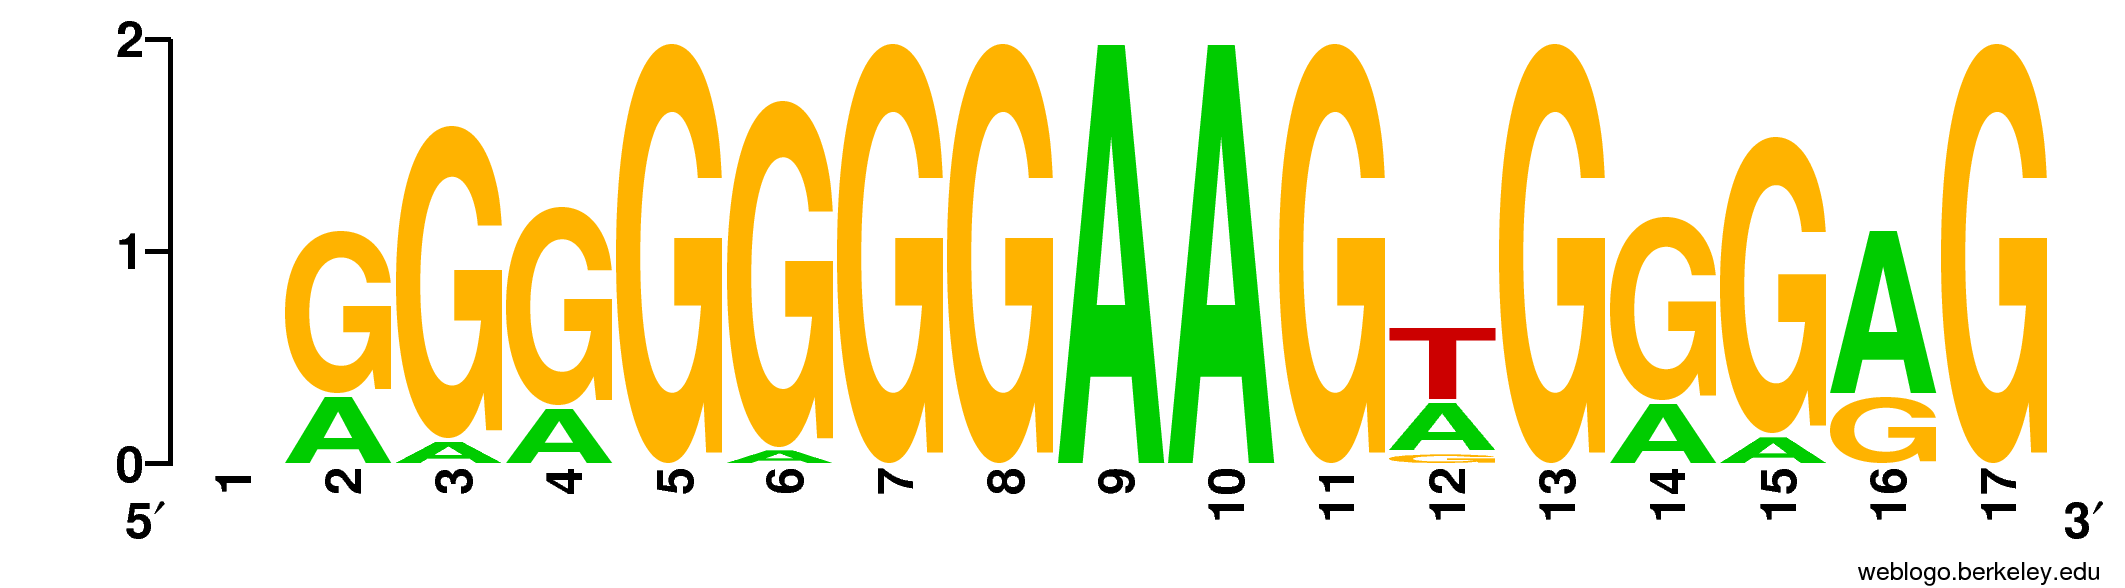 2
1
0
G G G G G G G A A G T G G G A G
A A A A A A A G
G
1 2 3 4 5 6 7 8 9 10 11 12 13 14 15 16 17
5′ 3′
weblogo.berkeley.edu